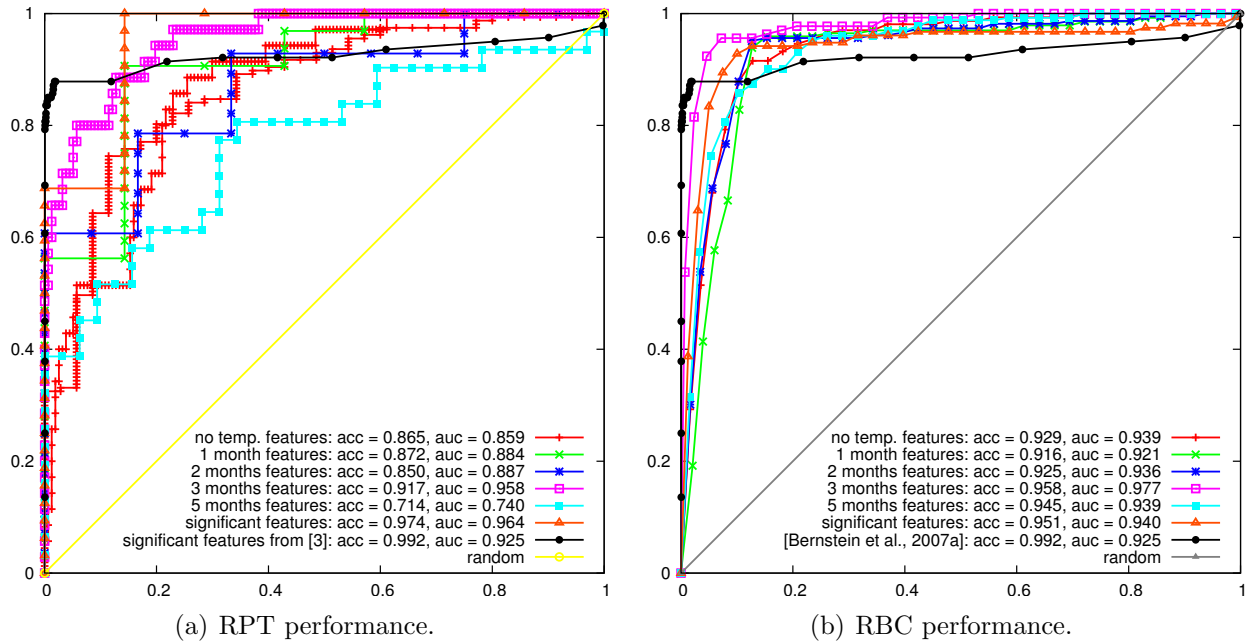 1
0.8
0.6
0.4
0.2
0
0
0.2
0.4
0.6
0.8
1
no temp. features: acc = 0.865, auc = 0.859
1 month features: acc = 0.872, auc = 0.884
2 months features: acc = 0.850, auc = 0.887
3 months features: acc = 0.917, auc = 0.958
5 months features: acc = 0.714, auc = 0.740
significant features: acc = 0.974, auc = 0.964
significant features from [3]: acc = 0.992, auc = 0.925
random
(a) RPT performance.
1
0.8
0.6
0.4
0.2
0
0
0.2
0.4
0.6
0.8
1
no temp. features: acc = 0.929, auc = 0.939
1 month features: acc = 0.916, auc = 0.921
2 months features: acc = 0.925, auc = 0.936
3 months features: acc = 0.958, auc = 0.977
5 months features: acc = 0.945, auc = 0.939
significant features: acc = 0.951, auc = 0.940
[Bernstein et al., 2007a]: acc = 0.992, auc = 0.925
random
(b) RBC performance.